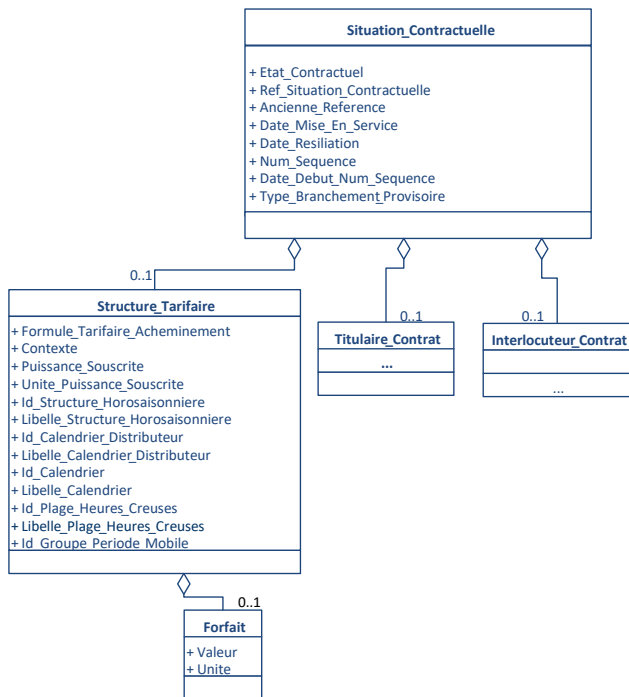 Situation_Contractuelle
+ Etat_Contractuel
+ Ref_Situation_Contractuelle
+ Ancienne_Reference
+ Date_Mise_En_Service
+ Date_Resiliation
+ Num_Sequence
+ Date_Debut_Num_Sequence
+ Type_Branchement_Provisoire
0..1
0..1
0..1
Structure_Tarifaire
+ Formule_Tarifaire_Acheminement
+ Contexte
+ Puissance_Souscrite
+ Unite_Puissance_Souscrite
+ Id_Structure_Horosaisonniere
+ Libelle_Structure_Horosaisonniere
+ Id_Calendrier_Distributeur
+ Libelle_Calendrier_Distributeur
+ Id_Calendrier
+ Libelle_Calendrier
+ Id_Plage_Heures_Creuses
+ Libelle_Plage_Heures_Creuses
+ Id_Groupe_Periode_Mobile
Titulaire_Contrat
...
Interlocuteur_Contrat
...
0..1
Forfait
+ Valeur
+ Unite